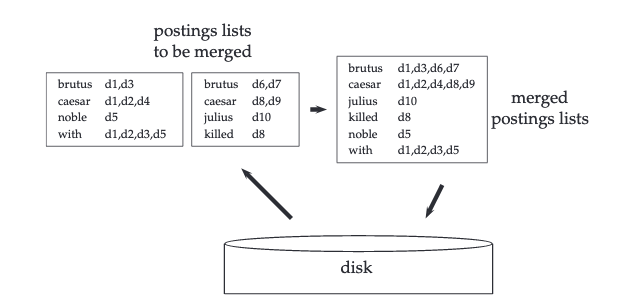 postings lists
to be merged
brutus d1,d3
caesar d1,d2,d4
noble d5
with d1,d2,d3,d5
brutus d6,d7
caesar d8,d9
julius d10
killed d8
brutus d1,d3,d6,d7
caesar d1,d2,d4,d8,d9
julius d10
killed d8
noble d5
with d1,d2,d3,d5
merged
postings lists
disk